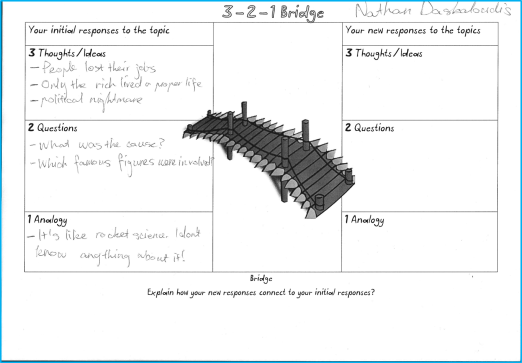 3-2-1 Bridge
Nathan
Your initial responses to the topic
Your new responses to the topics
3 Thoughts/Ideas
3 Thoughts/Ideas
- People lost their jobs
- Only the rich lived a proper life
- political nightmare
2 Questions
2 Questions
- What was the cause?
- Which famous figures were involved?
1 Analogy
1 Analogy
- It's like rocket science. I don't
know anything about it!
Bridge
Explain how your new responses connect to your initial responses?